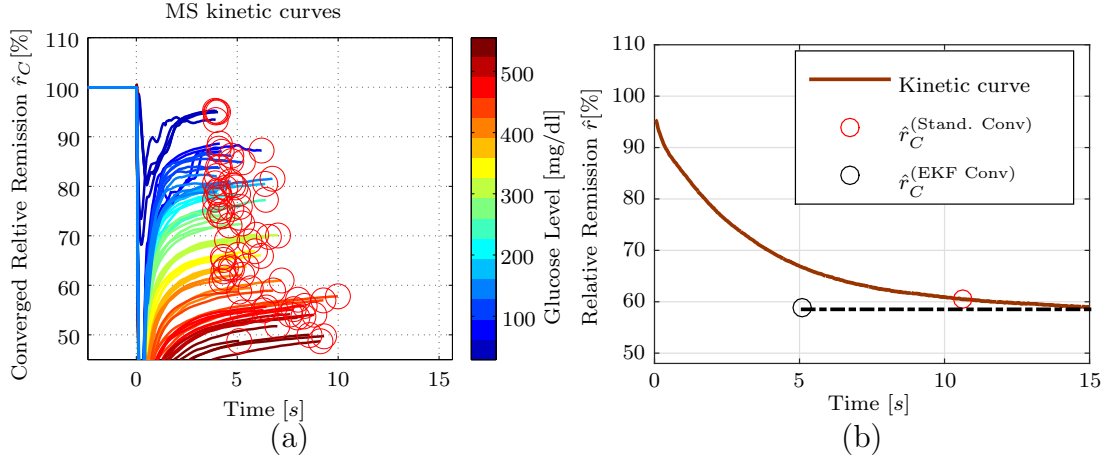 MS kinetic curves
Converged Reltive Remission r̂_C [%]
110
100
90
80
70
60
50
0
5
10
15
Time [s]
(a)
Glucose Level [mg/dl]
500
400
300
200
100
Relative Remission r̂[%]
110
100
90
80
70
60
50
0
5
10
15
Time [s]
(b)
Kinetic curve
r̂_C^(Stand. Conv)
r̂_C^(EKF Conv)